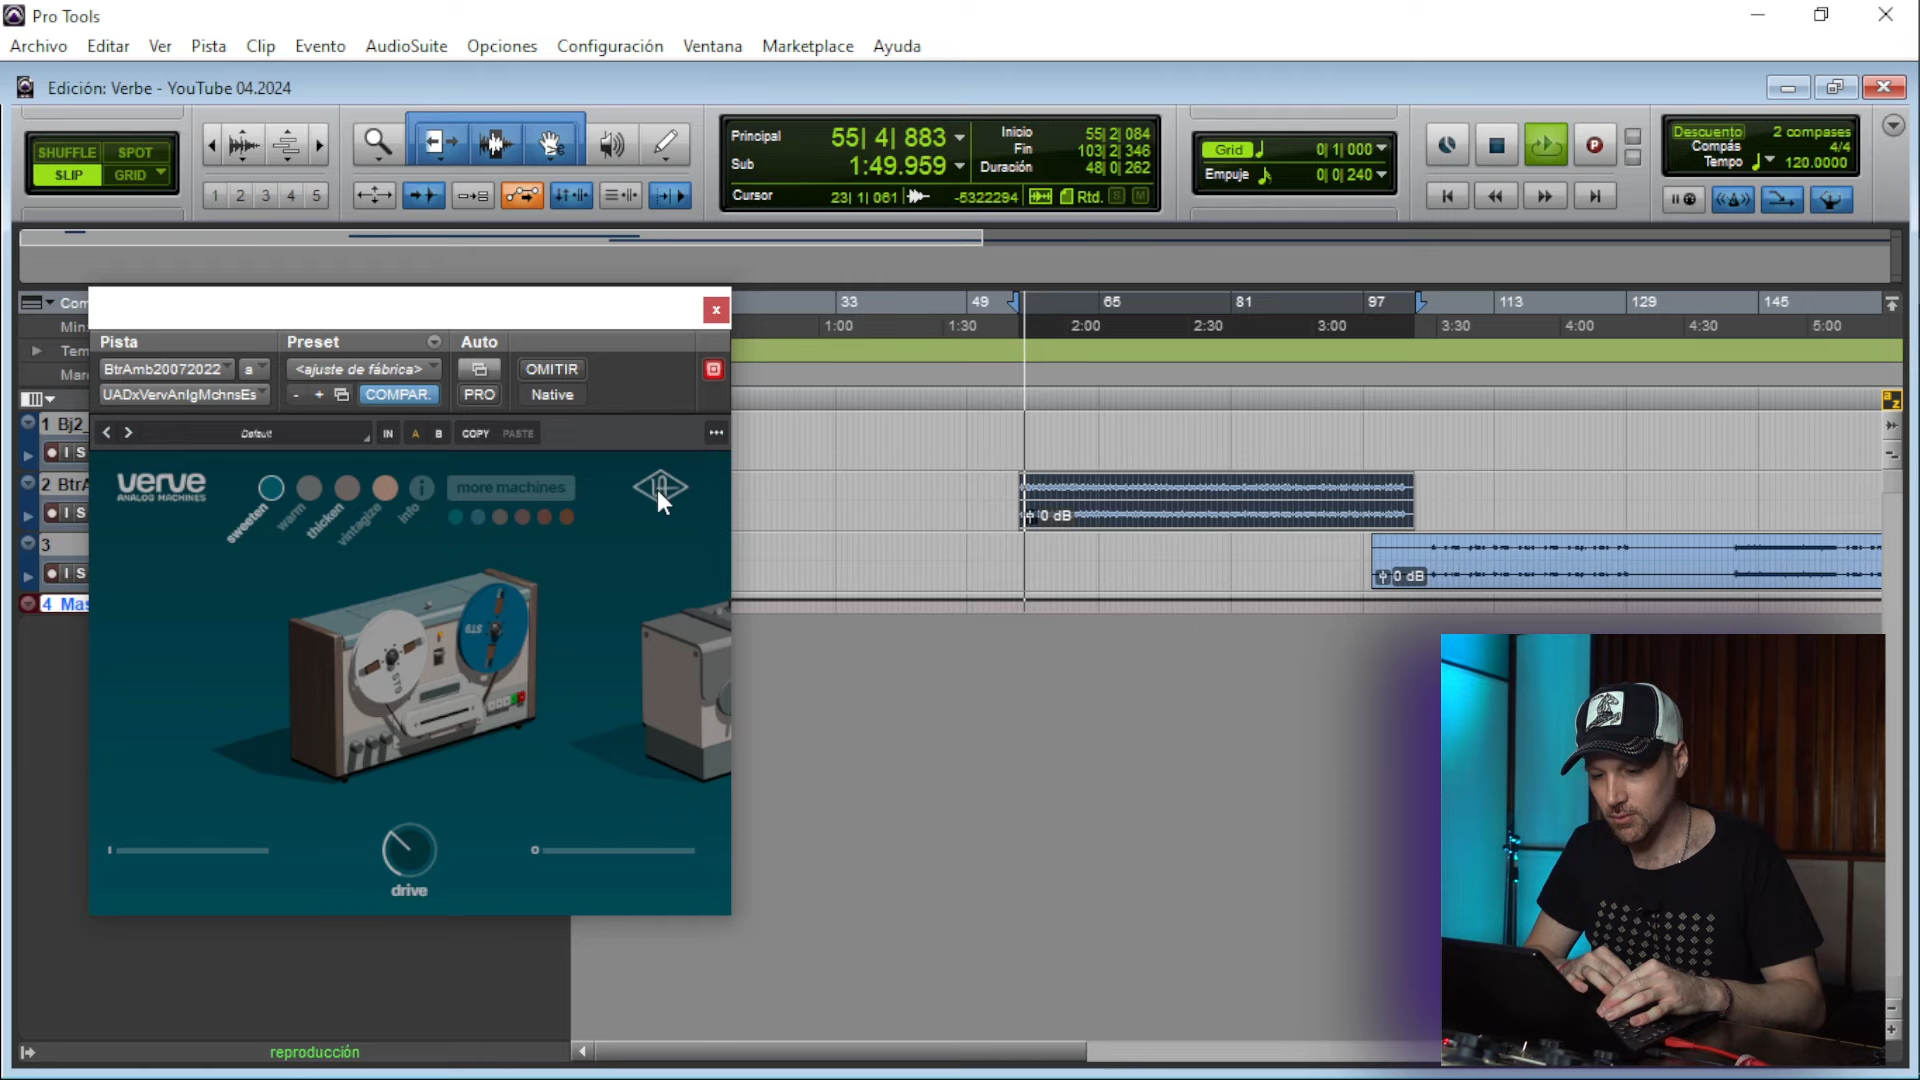 Pro Tools
Archivo Editar Ver Pista Clip Evento AudioSuite Opciones Configuración Ventana Marketplace Ayuda
Edición: Verbe - YouTube 04.2024
SHUFFLE SPOT
SLIP GRID
1 2 3 4 5
Principal 55| 4| 883
Sub 1:49.959
Cursor 23| 1| 061 -5322294 Rtd. S M
Inicio 55| 2| 084
Fin 103| 2| 346
Duración 48| 0| 262
Grid 0| 1| 000
Empuje 0| 0| 240
Descuento 2 compases
Compás 4/4
Tempo 120.0000
Com 33 49 65 81 97 113 129 145
Min: 1:00 1:30 2:00 2:30 3:00 3:30 4:00 4:30 5:00
Tem
Mar
Pista Preset Auto
BtrAmb20072022 a <ajuste de fábrica> OMITIR
UADxVervAnlgMchnsEs - + COMPAR. PRO Native
Default IN A B COPY PASTE
verve
ANALOG MACHINES
sweeten warm thicken vintagize info
more machines
STG
STG
I
O
drive
1 Bj2_
I S
2 BtrA
I S
0 dB
3
I S
0 dB
4 Mas
a z
reproducción